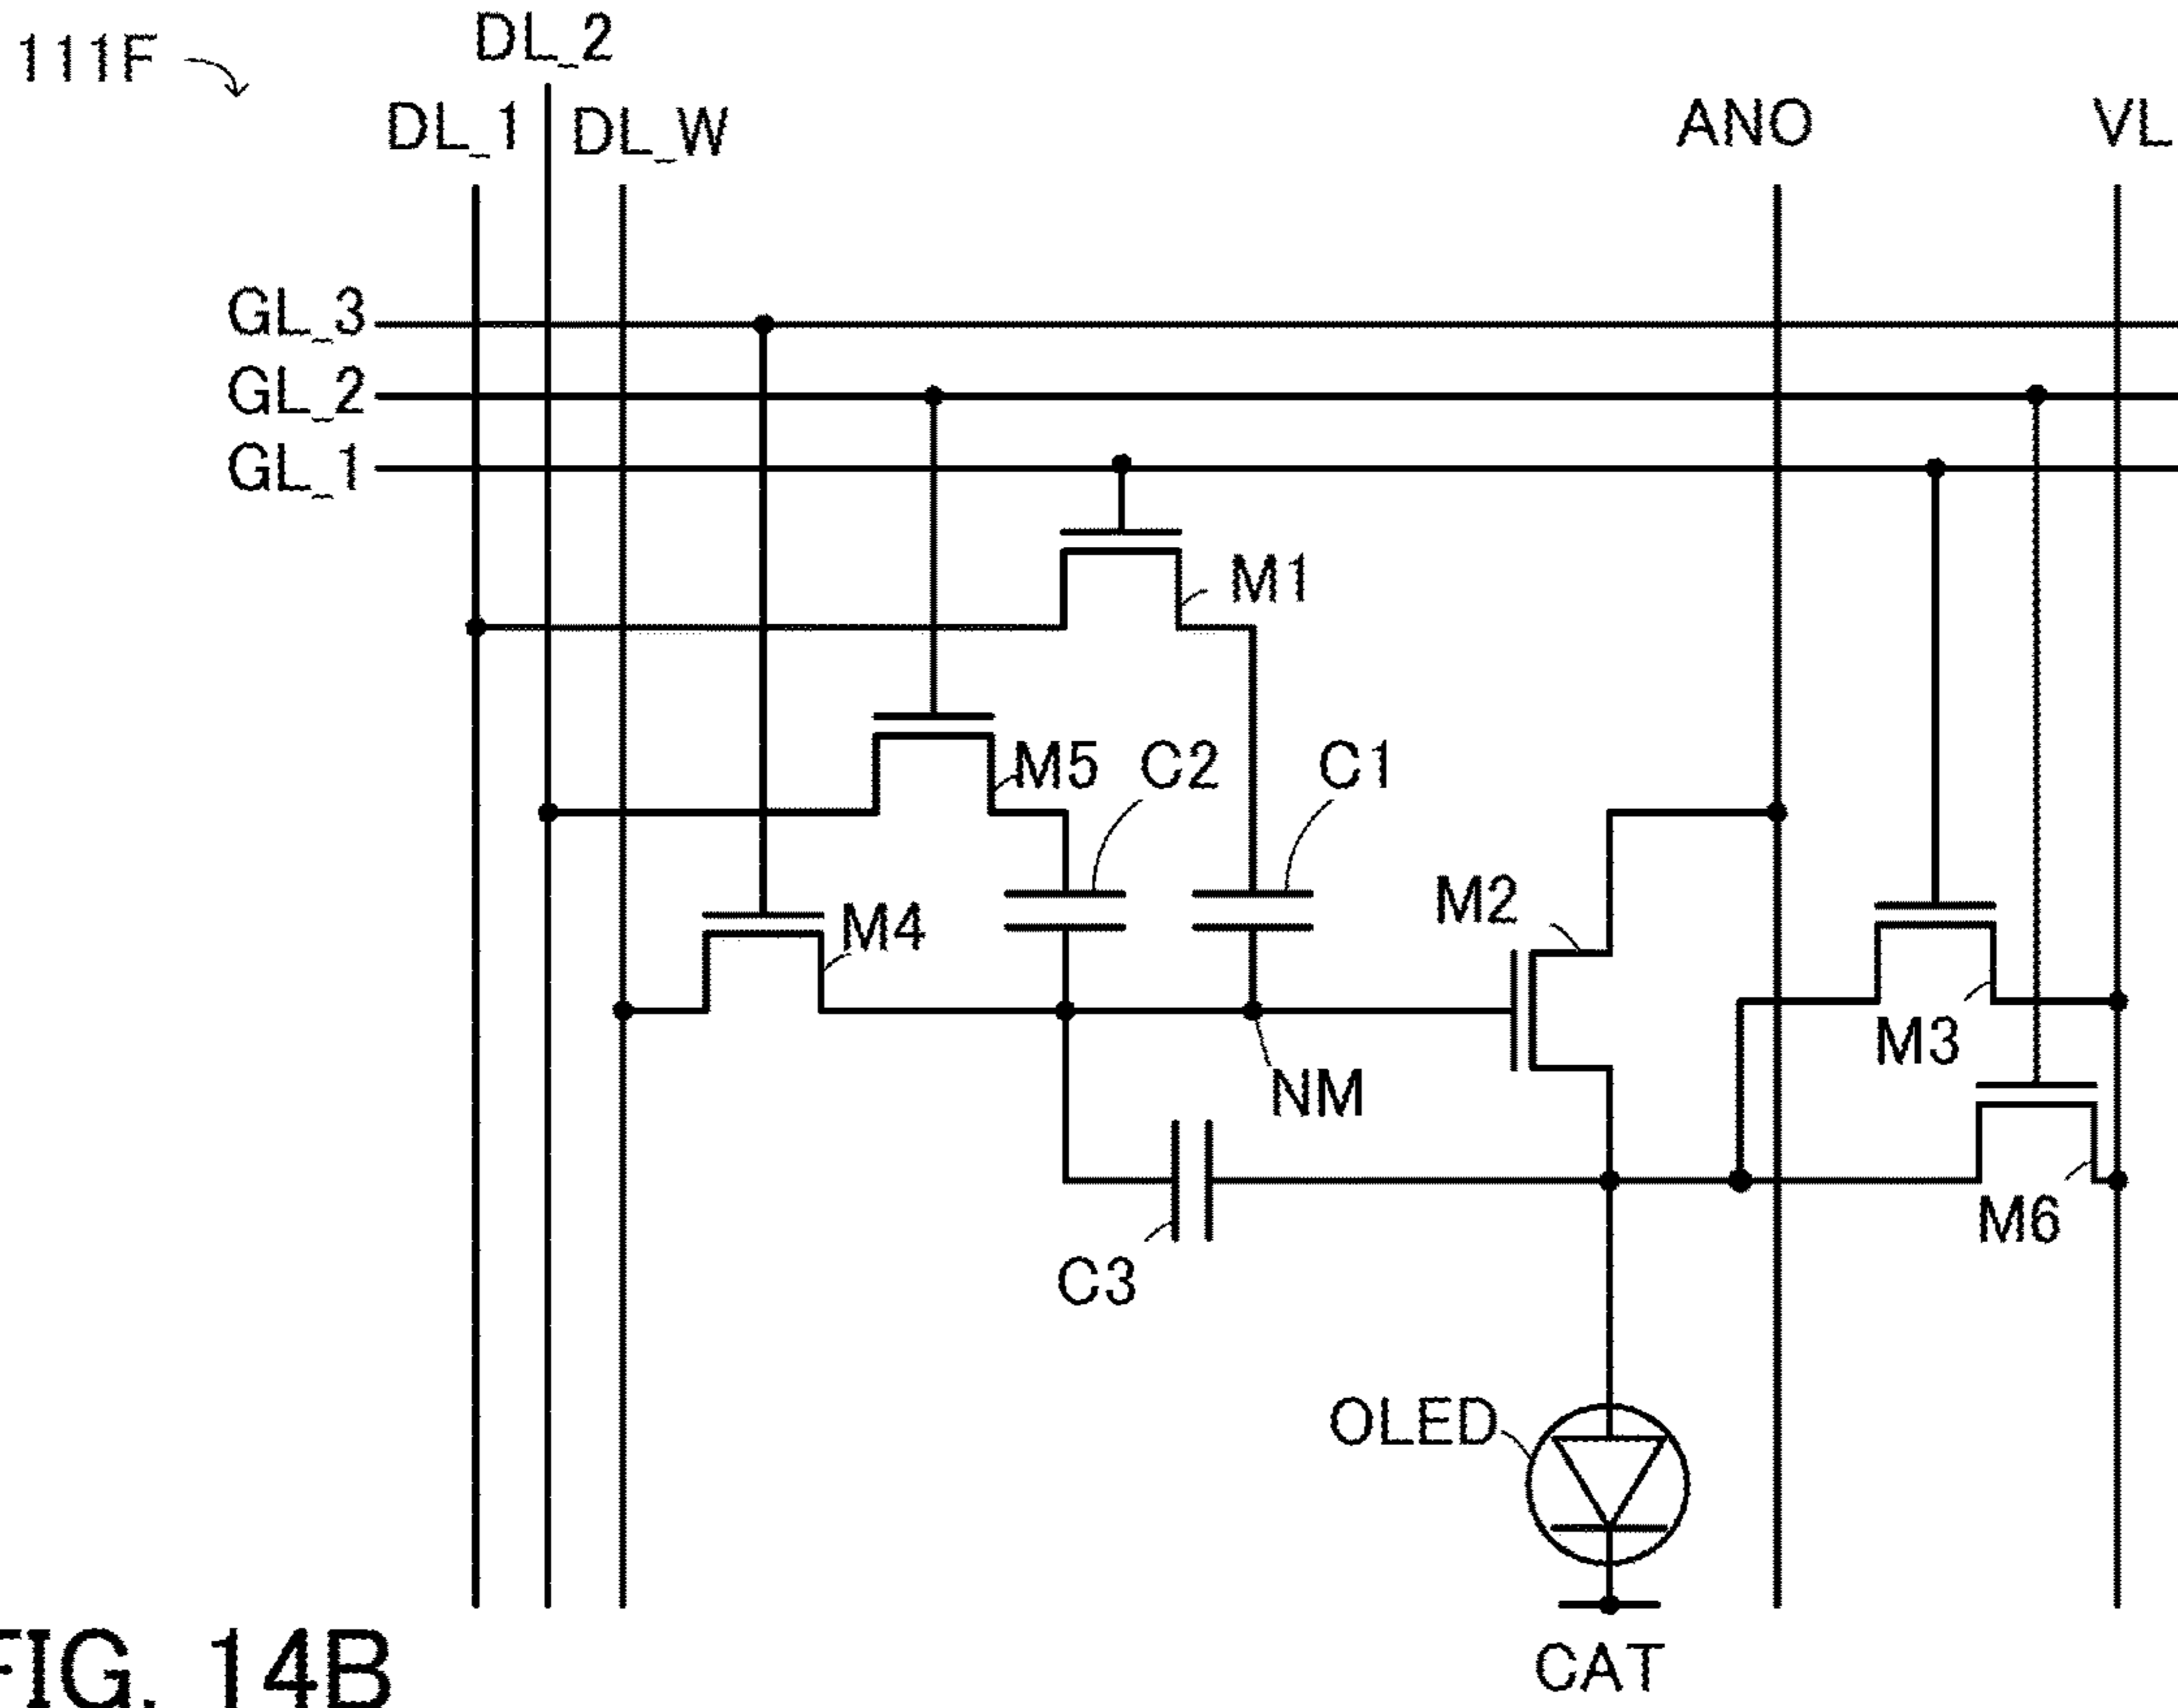 111F
DL_2
DL_1
DL_W
ANO
VL
GL_3
GL_2
GL_1
M1
M5
C2
C1
M4
M2
M3
NM
M6
C3
OLED
CAT
FIG. 14B